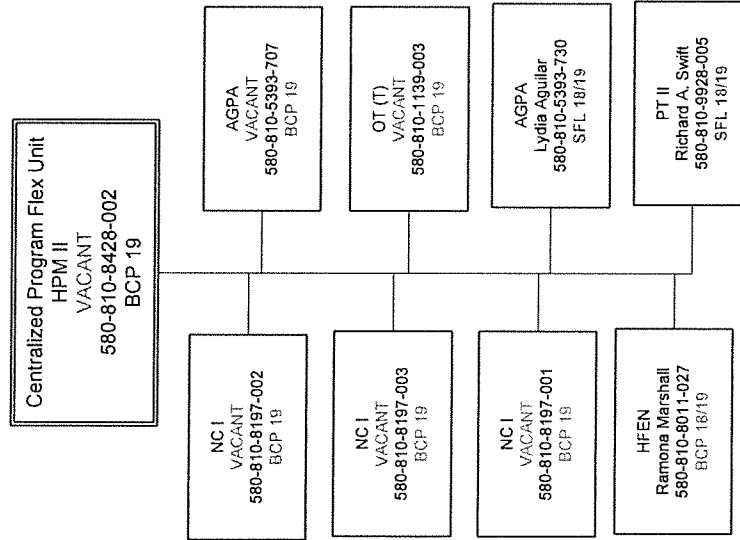 Centralized Program Flex Unit
HPM II
VACANT
580-810-8428-002
BCP 19
NC I
VACANT
580-810-8197-002
BCP 19
AGPA
VACANT
580-810-5393-707
BCP 19
NC I
VACANT
580-810-8197-003
BCP 19
OT (T)
VACANT
580-810-1139-003
BCP 19
NC I
VACANT
580-810-8197-001
BCP 19
AGPA
Lydia Aguilar
580-810-5393-730
SFL 18/19
HFEN
Ramona Marshall
580-810-8011-027
BCP 18/19
PT II
Richard A. Swift
580-810-9928-005
SFL 18/19